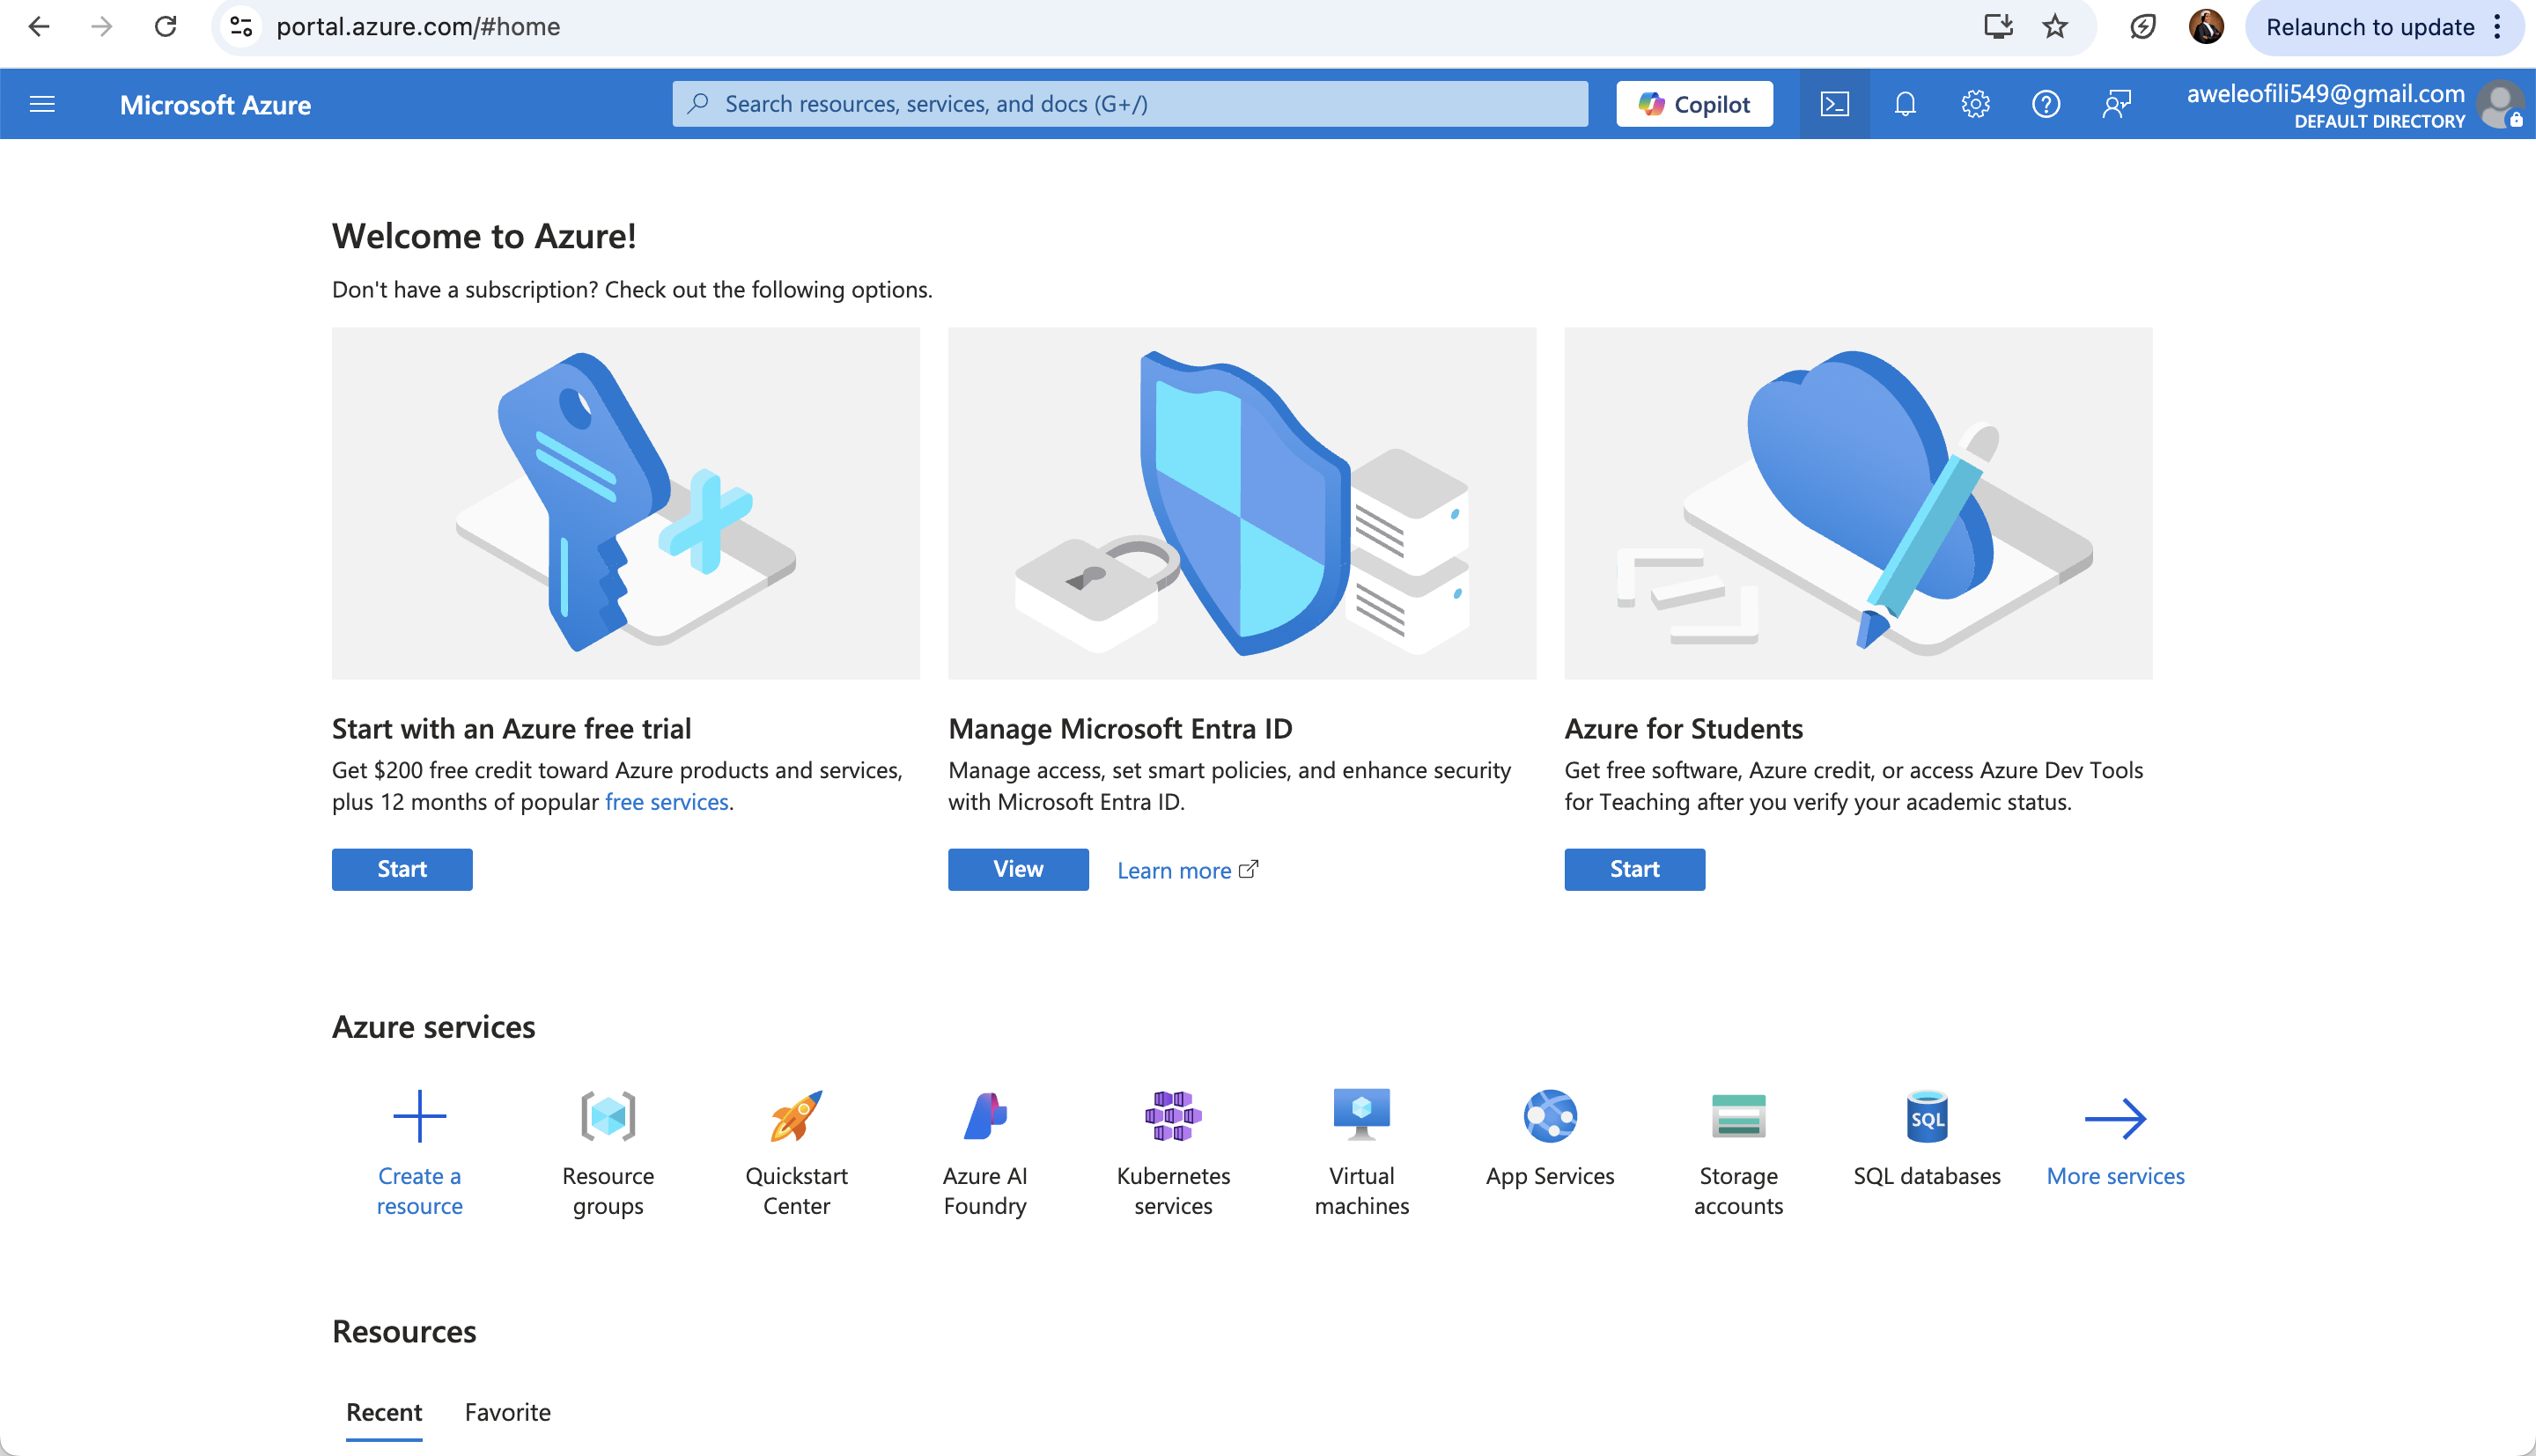 portal.azure.com/#home
Relaunch to update
Microsoft Azure
Search resources, services, and docs (G+/)
Copilot
aweleofili549@gmail.com
DEFAULT DIRECTORY
Welcome to Azure!
Don't have a subscription? Check out the following options.
Start with an Azure free trial
Get $200 free credit toward Azure products and services,
plus 12 months of popular free services.
Start
Manage Microsoft Entra ID
Manage access, set smart policies, and enhance security
with Microsoft Entra ID.
View
Learn more
Azure for Students
Get free software, Azure credit, or access Azure Dev Tools
for Teaching after you verify your academic status.
Start
Azure services
Create a
resource
Resource
groups
Quickstart
Center
Azure AI
Foundry
Kubernetes
services
Virtual
machines
App Services
Storage
accounts
SQL
SQL databases
More services
Resources
Recent
Favorite